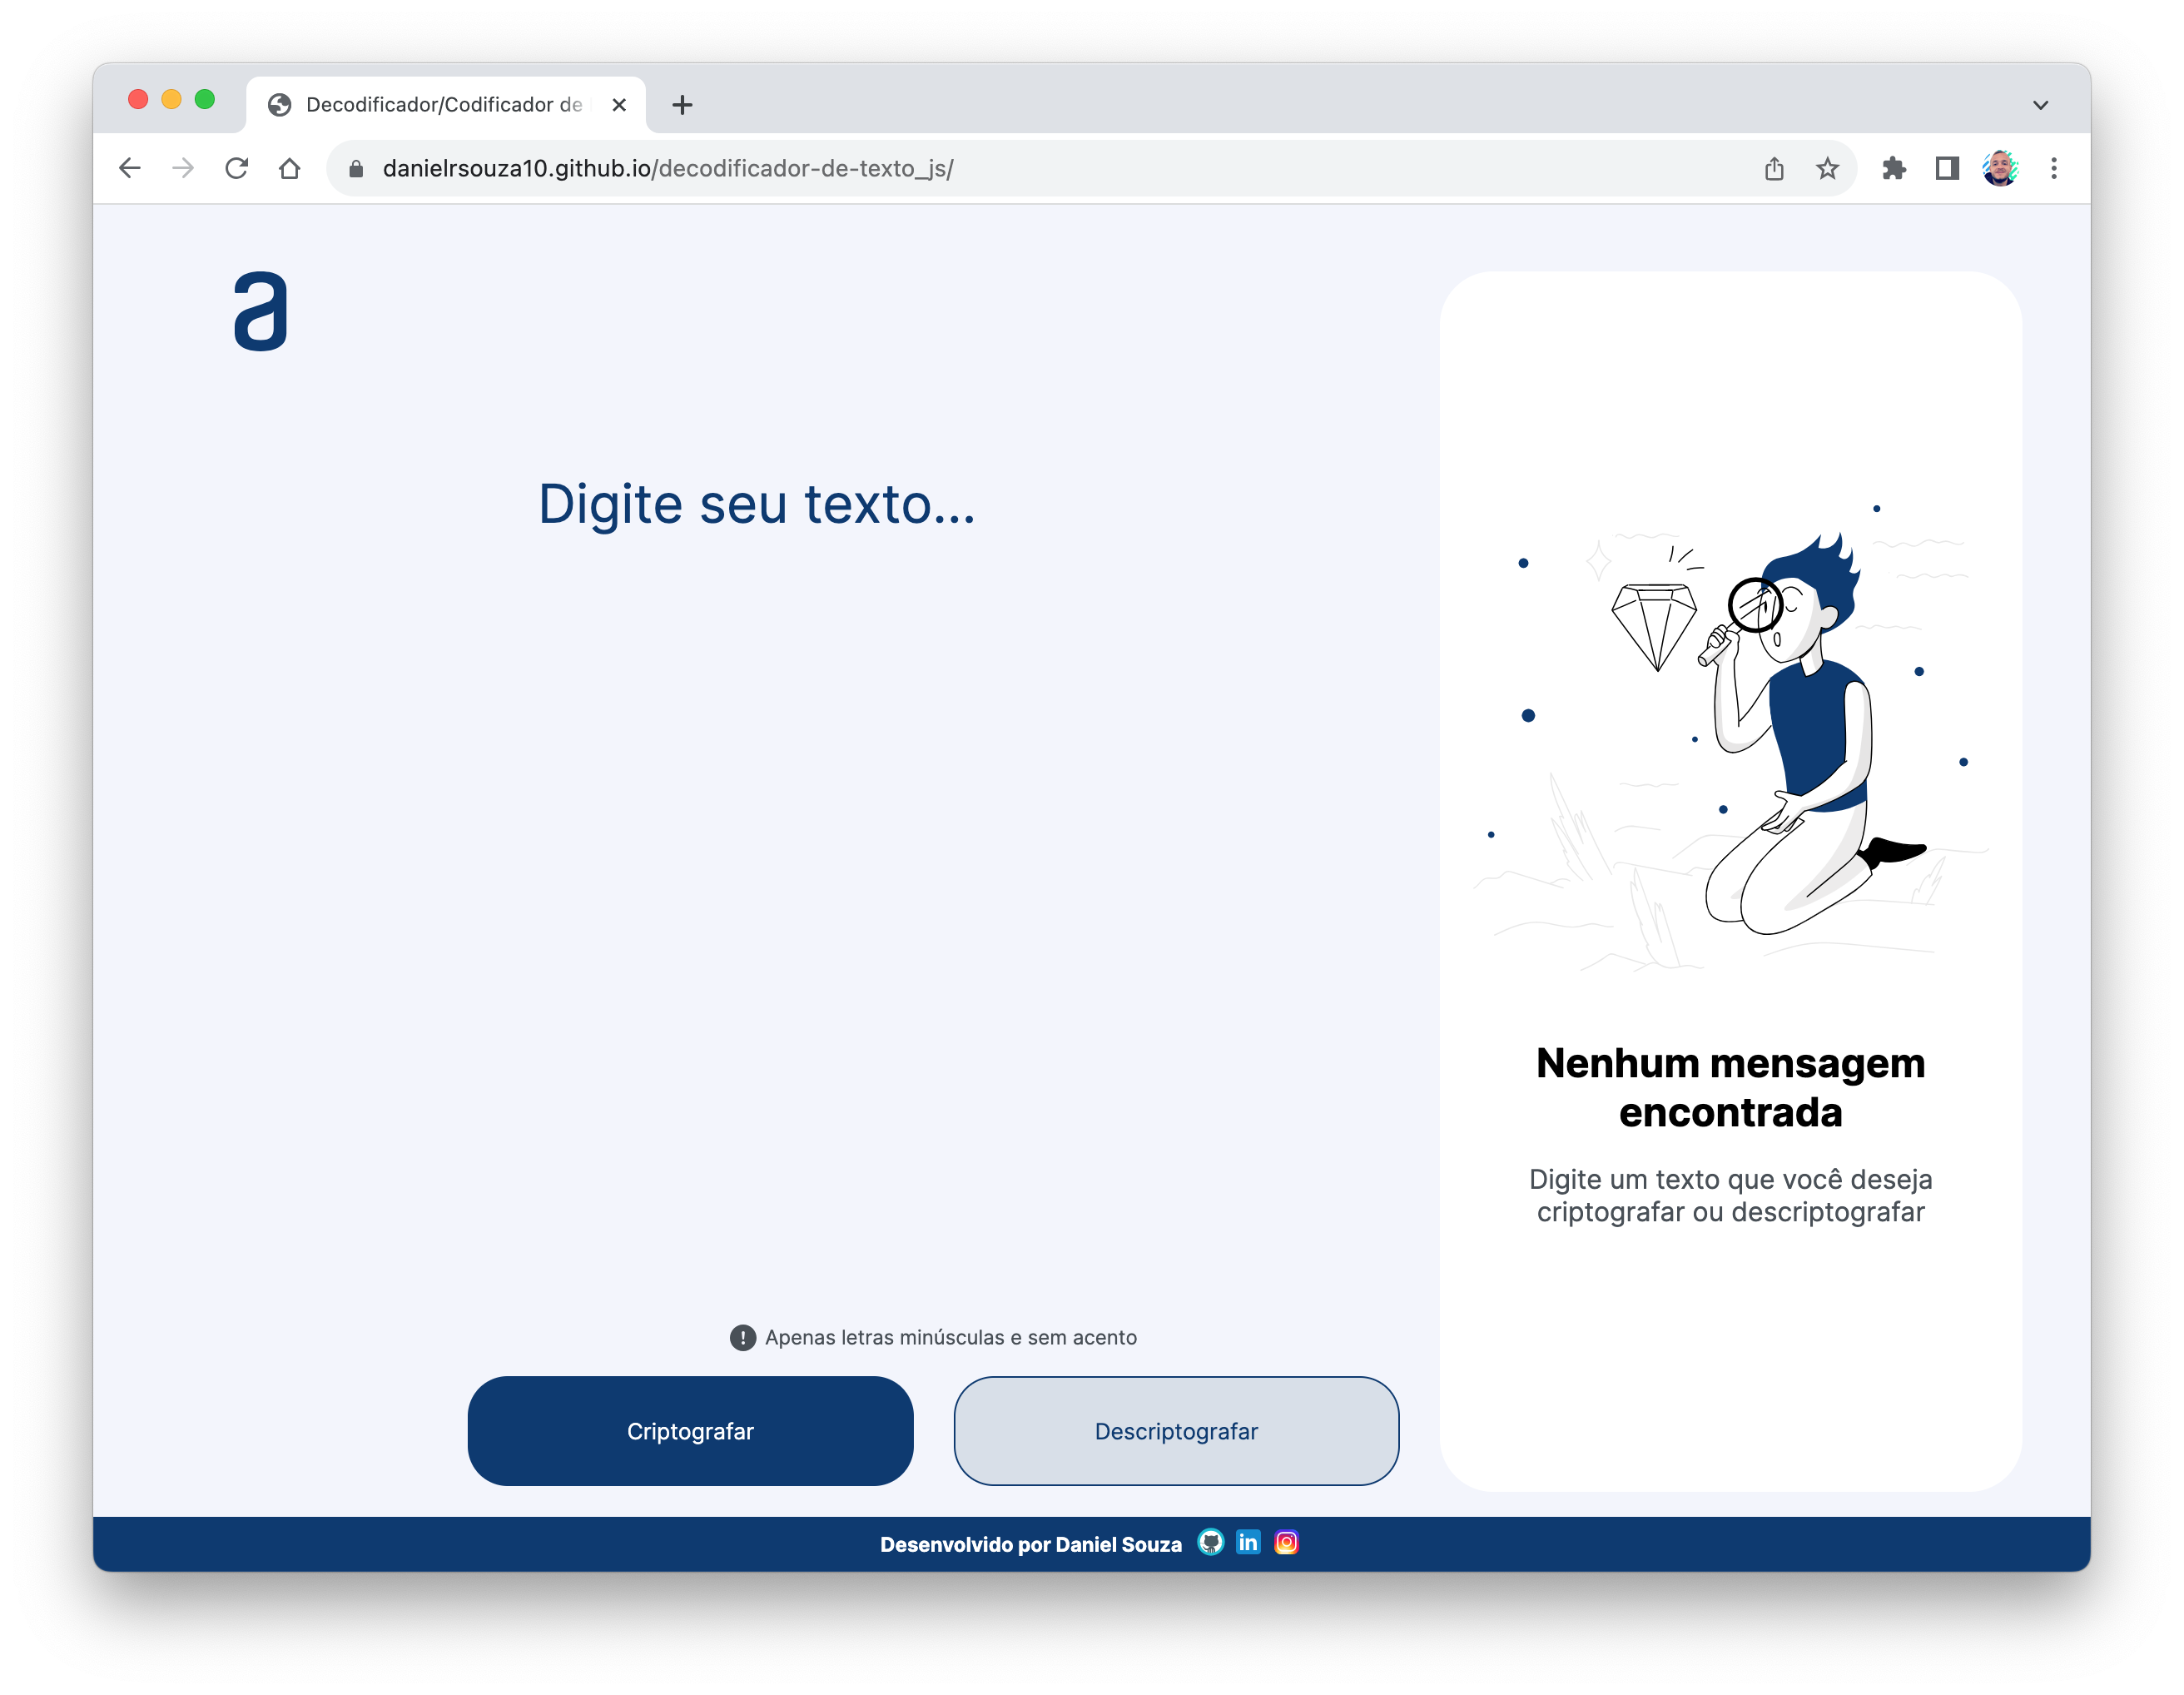 Decodificador/Codificador de
danielrsouza10.github.io/decodificador-de-texto_js/
a
Digite seu texto...
Nenhum mensagem
encontrada
Digite um texto que você deseja
criptografar ou descriptografar
Apenas letras minúsculas e sem acento
Criptografar
Descriptografar
Desenvolvido por Daniel Souza
in